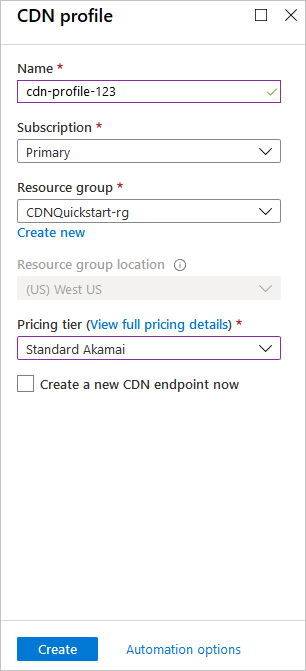 CDN profile
Name *
cdn-profile-123
Subscription *
Primary
Resource group *
CDNQuickstart-rg
Create new
Resource group location
(US) West US
Pricing tier (View full pricing details) *
Standard Akamai
Create a new CDN endpoint now
Create Automation options